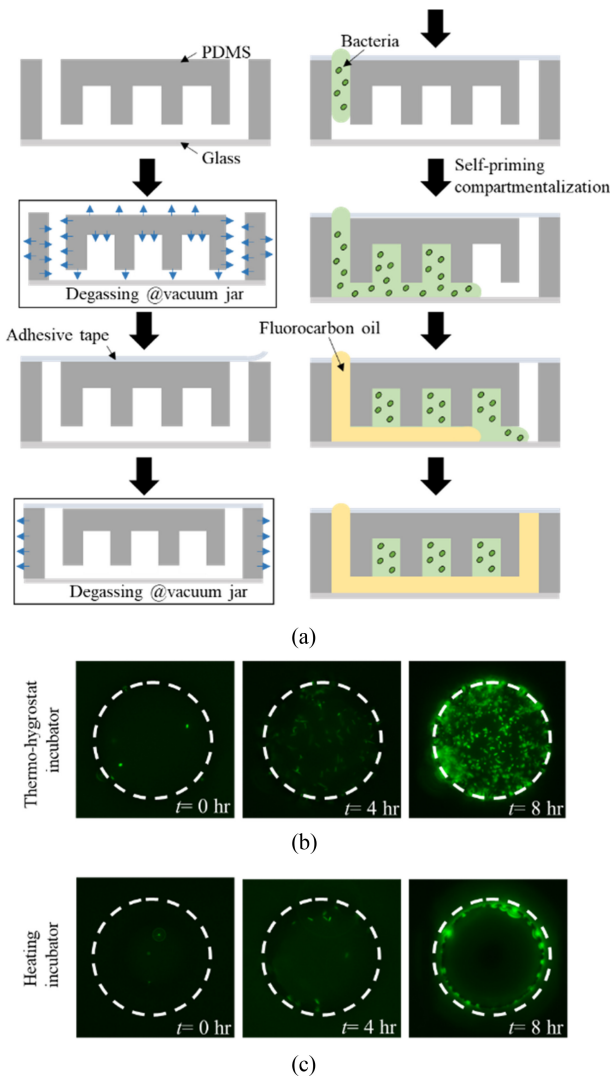 PDMS
Glass
Degassing @vacuum jar
Adhesive tape
Degassing @vacuum jar
Bacteria
Self-priming
compartmentalization
Fluorocarbon oil
(a)
Thermo-hygrostat
incubator
t= 0 hr
t= 4 hr
t= 8 hr
(b)
Heating
incubator
t= 0 hr
t= 4 hr
t= 8 hr
(c)